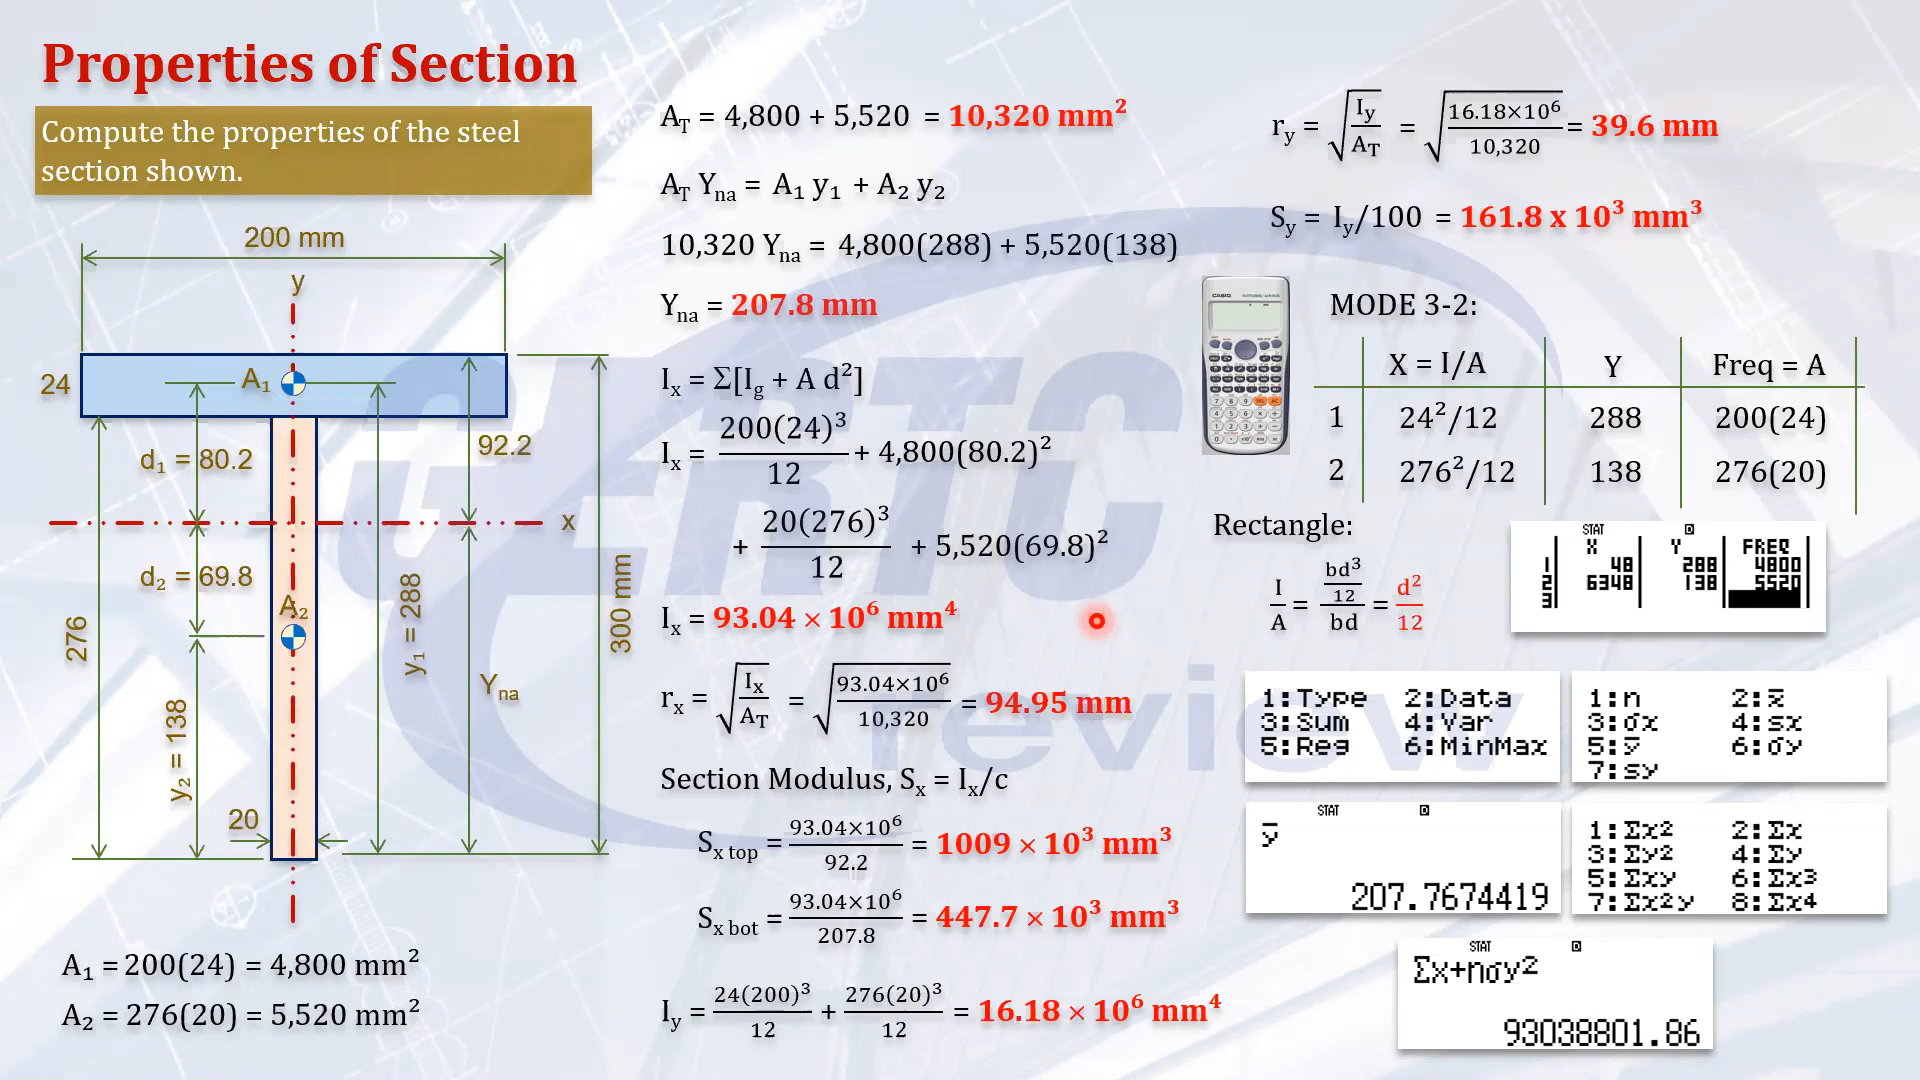 Properties of Section
Compute the properties of the steel
section shown.
200 mm
y
24
A₁
d₁ = 80.2
92.2
x
d₂ = 69.8
A₂
276
y₁ = 288
300 mm
Yna
y₂ = 138
20
A₁ = 200(24) = 4,800 mm²
A₂ = 276(20) = 5,520 mm²
A_T = 4,800 + 5,520 = 10,320 mm²
A_T Y_na = A₁ y₁ + A₂ y₂
10,320 Y_na = 4,800(288) + 5,520(138)
Y_na = 207.8 mm
I_x = Σ[I_g + A d²]
I_x = 200(24)³/12 + 4,800(80.2)²
+ 20(276)³/12 + 5,520(69.8)²
I_x = 93.04 × 10⁶ mm⁴
r_x = √(I_x/A_T) = √(93.04×10⁶/10,320) = 94.95 mm
Section Modulus, S_x = I_x/c
S_x top = 93.04×10⁶/92.2 = 1009 × 10³ mm³
S_x bot = 93.04×10⁶/207.8 = 447.7 × 10³ mm³
I_y = 24(200)³/12 + 276(20)³/12 = 16.18 × 10⁶ mm⁴
r_y = √(I_y/A_T) = √(16.18×10⁶/10,320) = 39.6 mm
S_y = I_y/100 = 161.8 x 10³ mm³
MODE 3-2:
X = I/A Y Freq = A
1 24²/12 288 200(24)
2 276²/12 138 276(20)
Rectangle:
I/A = (bd³/12)/bd = d²/12
STAT D
X Y FREQ
1 48 288 4800
2 6348 138 5520
3
1:Type 2:Data
3:Sum 4:Var
5:Reg 6:MinMax
1:n 2:x̄
3:σx 4:sx
5:ȳ 6:σy
7:sy
STAT D
ȳ
207.7674419
1:Σx2 2:Σx
3:Σy2 4:Σy
5:Σxy 6:Σx3
7:Σx2y 8:Σx4
STAT D
Σx+nσy2
93038801.86
GERTC
review
CASIO